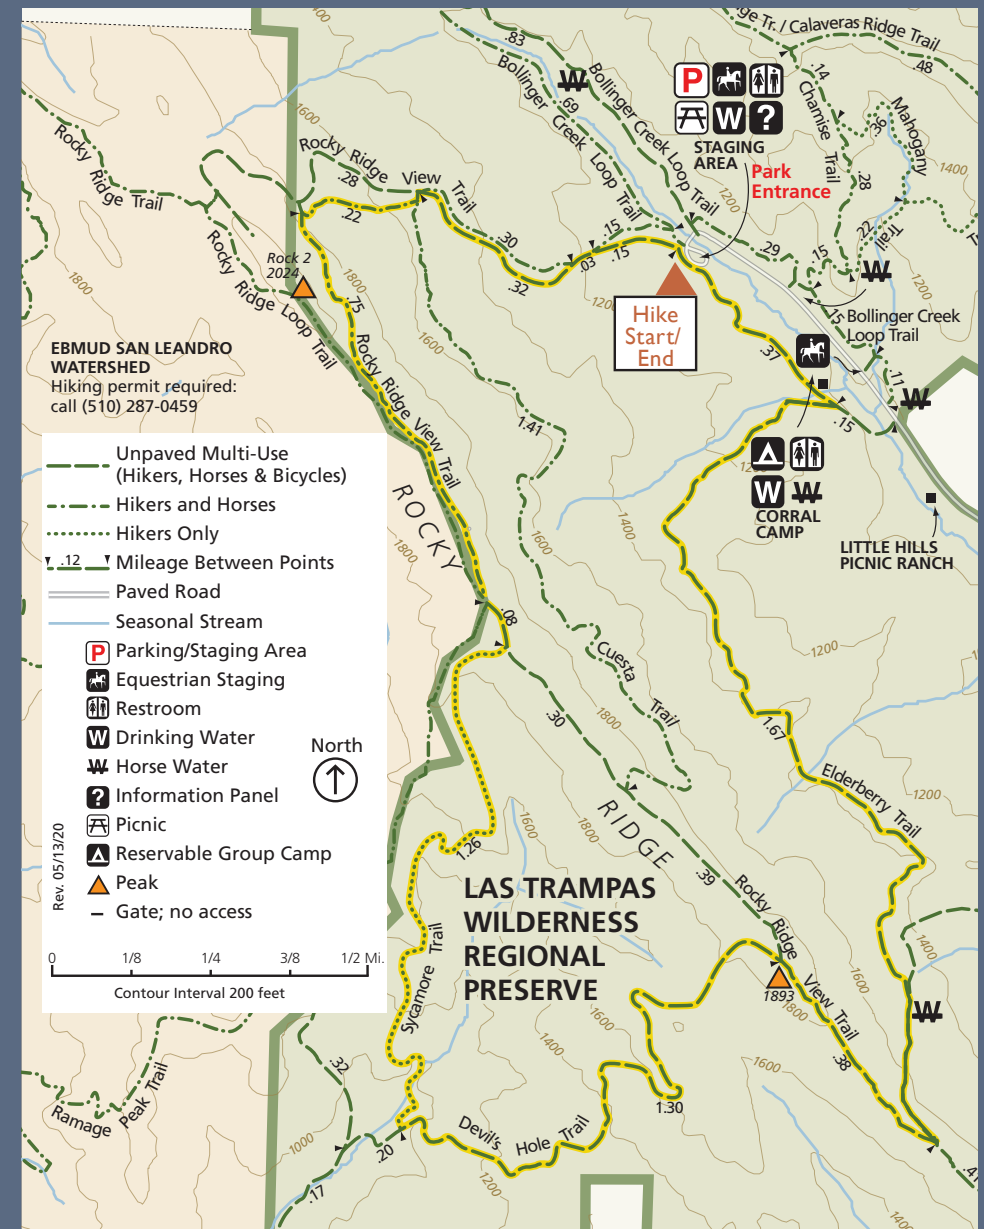 1400
.83
Bollinger Creek Loop Trail
.69
Bollinger Creek Loop Trail
ge Tr. / Calaveras Ridge Trail
.48
.14
Chamise Trail
.36
Mahogany
Trail
1400
.28
.22
P
W
?
STAGING
AREA
Park
Entrance
1200
1600
Rocky Ridge View Trail
.28
.22
Rocky Ridge Trail
.30
.32
.03
.15
.15
.29
.15
1200
Rocky Ridge Loop Trail
Rock 2
2024
1800
1800
.75
Hike
Start/
End
1200
.15
Bollinger Creek
Loop Trail
.37
.11
.15
1600
EBMUD SAN LEANDRO
WATERSHED
Hiking permit required:
call (510) 287-0459
Rocky Ridge View Trail
1.41
1200
W
CORRAL
CAMP
LITTLE HILLS
PICNIC RANCH
Unpaved Multi-Use
(Hikers, Horses & Bicycles)
Hikers and Horses
Hikers Only
.12
Mileage Between Points
Paved Road
Seasonal Stream
P
Parking/Staging Area
Equestrian Staging
Restroom
W
Drinking Water
Horse Water
?
Information Panel
Picnic
Reservable Group Camp
Peak
Gate; no access
North
Rev. 05/13/20
0
1/8
1/4
3/8
1/2 Mi.
Contour Interval 200 feet
ROCKY
1800
1400
1600
.08
Cuesta
Trail
1200
.30
1800
1.67
Elderberry Trail
1200
RIDGE
1600
1800
1.26
.39
Rocky Ridge View Trail
LAS TRAMPAS
WILDERNESS
REGIONAL
PRESERVE
Sycamore Trail
1400
1893
1800
1600
1600
1400
1600
.38
.32
1.30
Ramage Peak Trail
Devil's Hole Trail
1000
.20
.17
1200
.41